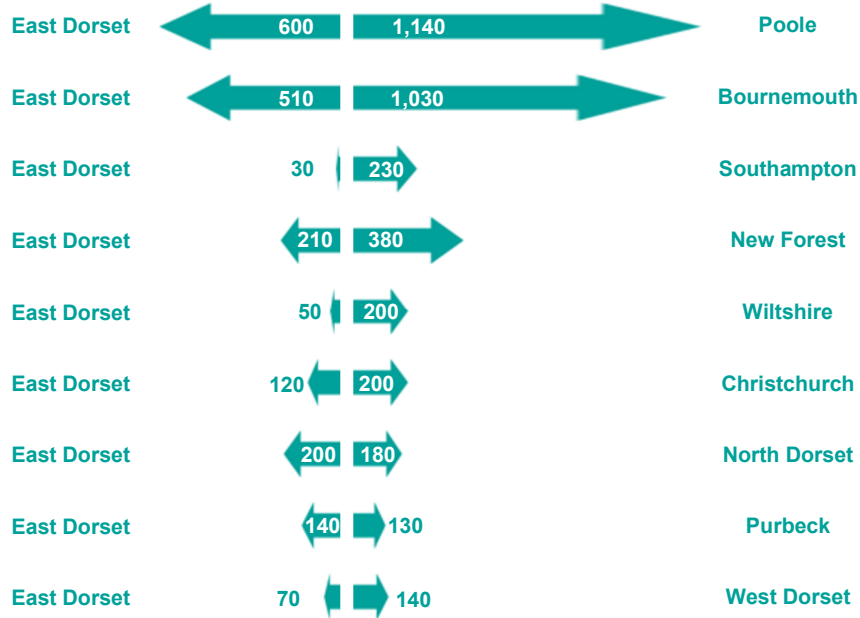 East Dorset 600 1,140 Poole
East Dorset 510 1,030 Bournemouth
East Dorset 30 230 Southampton
East Dorset 210 380 New Forest
East Dorset 50 200 Wiltshire
East Dorset 120 200 Christchurch
East Dorset 200 180 North Dorset
East Dorset 140 130 Purbeck
East Dorset 70 140 West Dorset